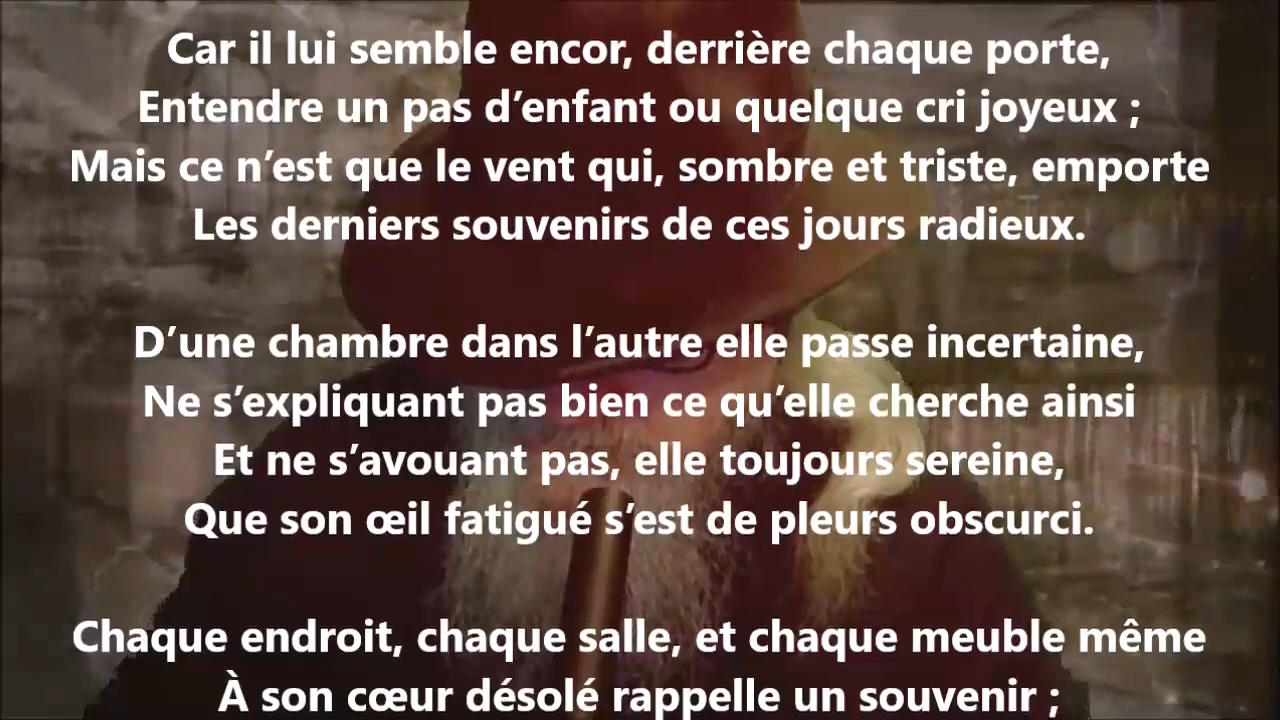 Car il lui semble encor, derrière chaque porte,
Entendre un pas d’enfant ou quelque cri joyeux ;
Mais ce n’est que le vent qui, sombre et triste, emporte
Les derniers souvenirs de ces jours radieux.
D’une chambre dans l’autre elle passe incertaine,
Ne s’expliquant pas bien ce qu’elle cherche ainsi
Et ne s’avouant pas, elle toujours sereine,
Que son œil fatigué s’est de pleurs obscurci.
Chaque endroit, chaque salle, et chaque meuble même
À son cœur désolé rappelle un souvenir ;